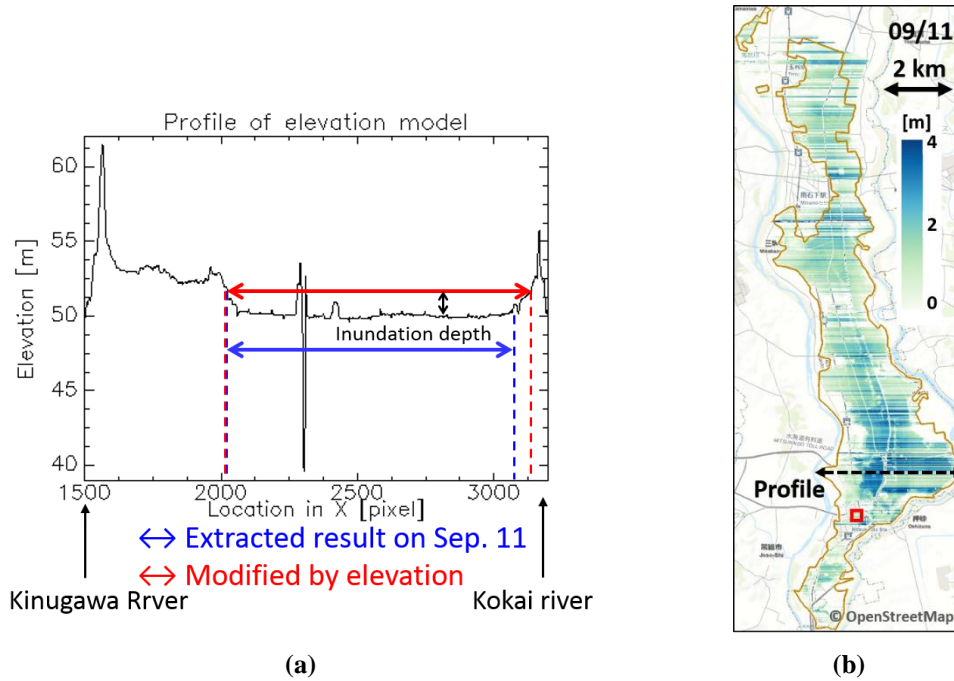 Profile of elevation model
Elevation [m]
60
55
50
45
40
Inundation depth
1500
2000
2500
3000
Location in X [pixel]
↔ Extracted result on Sep. 11
↔ Modified by elevation
Kinugawa Rrver
Kokai river
(a)
09/11
2 km
[m]
4
2
0
Profile
© OpenStreetMap
(b)